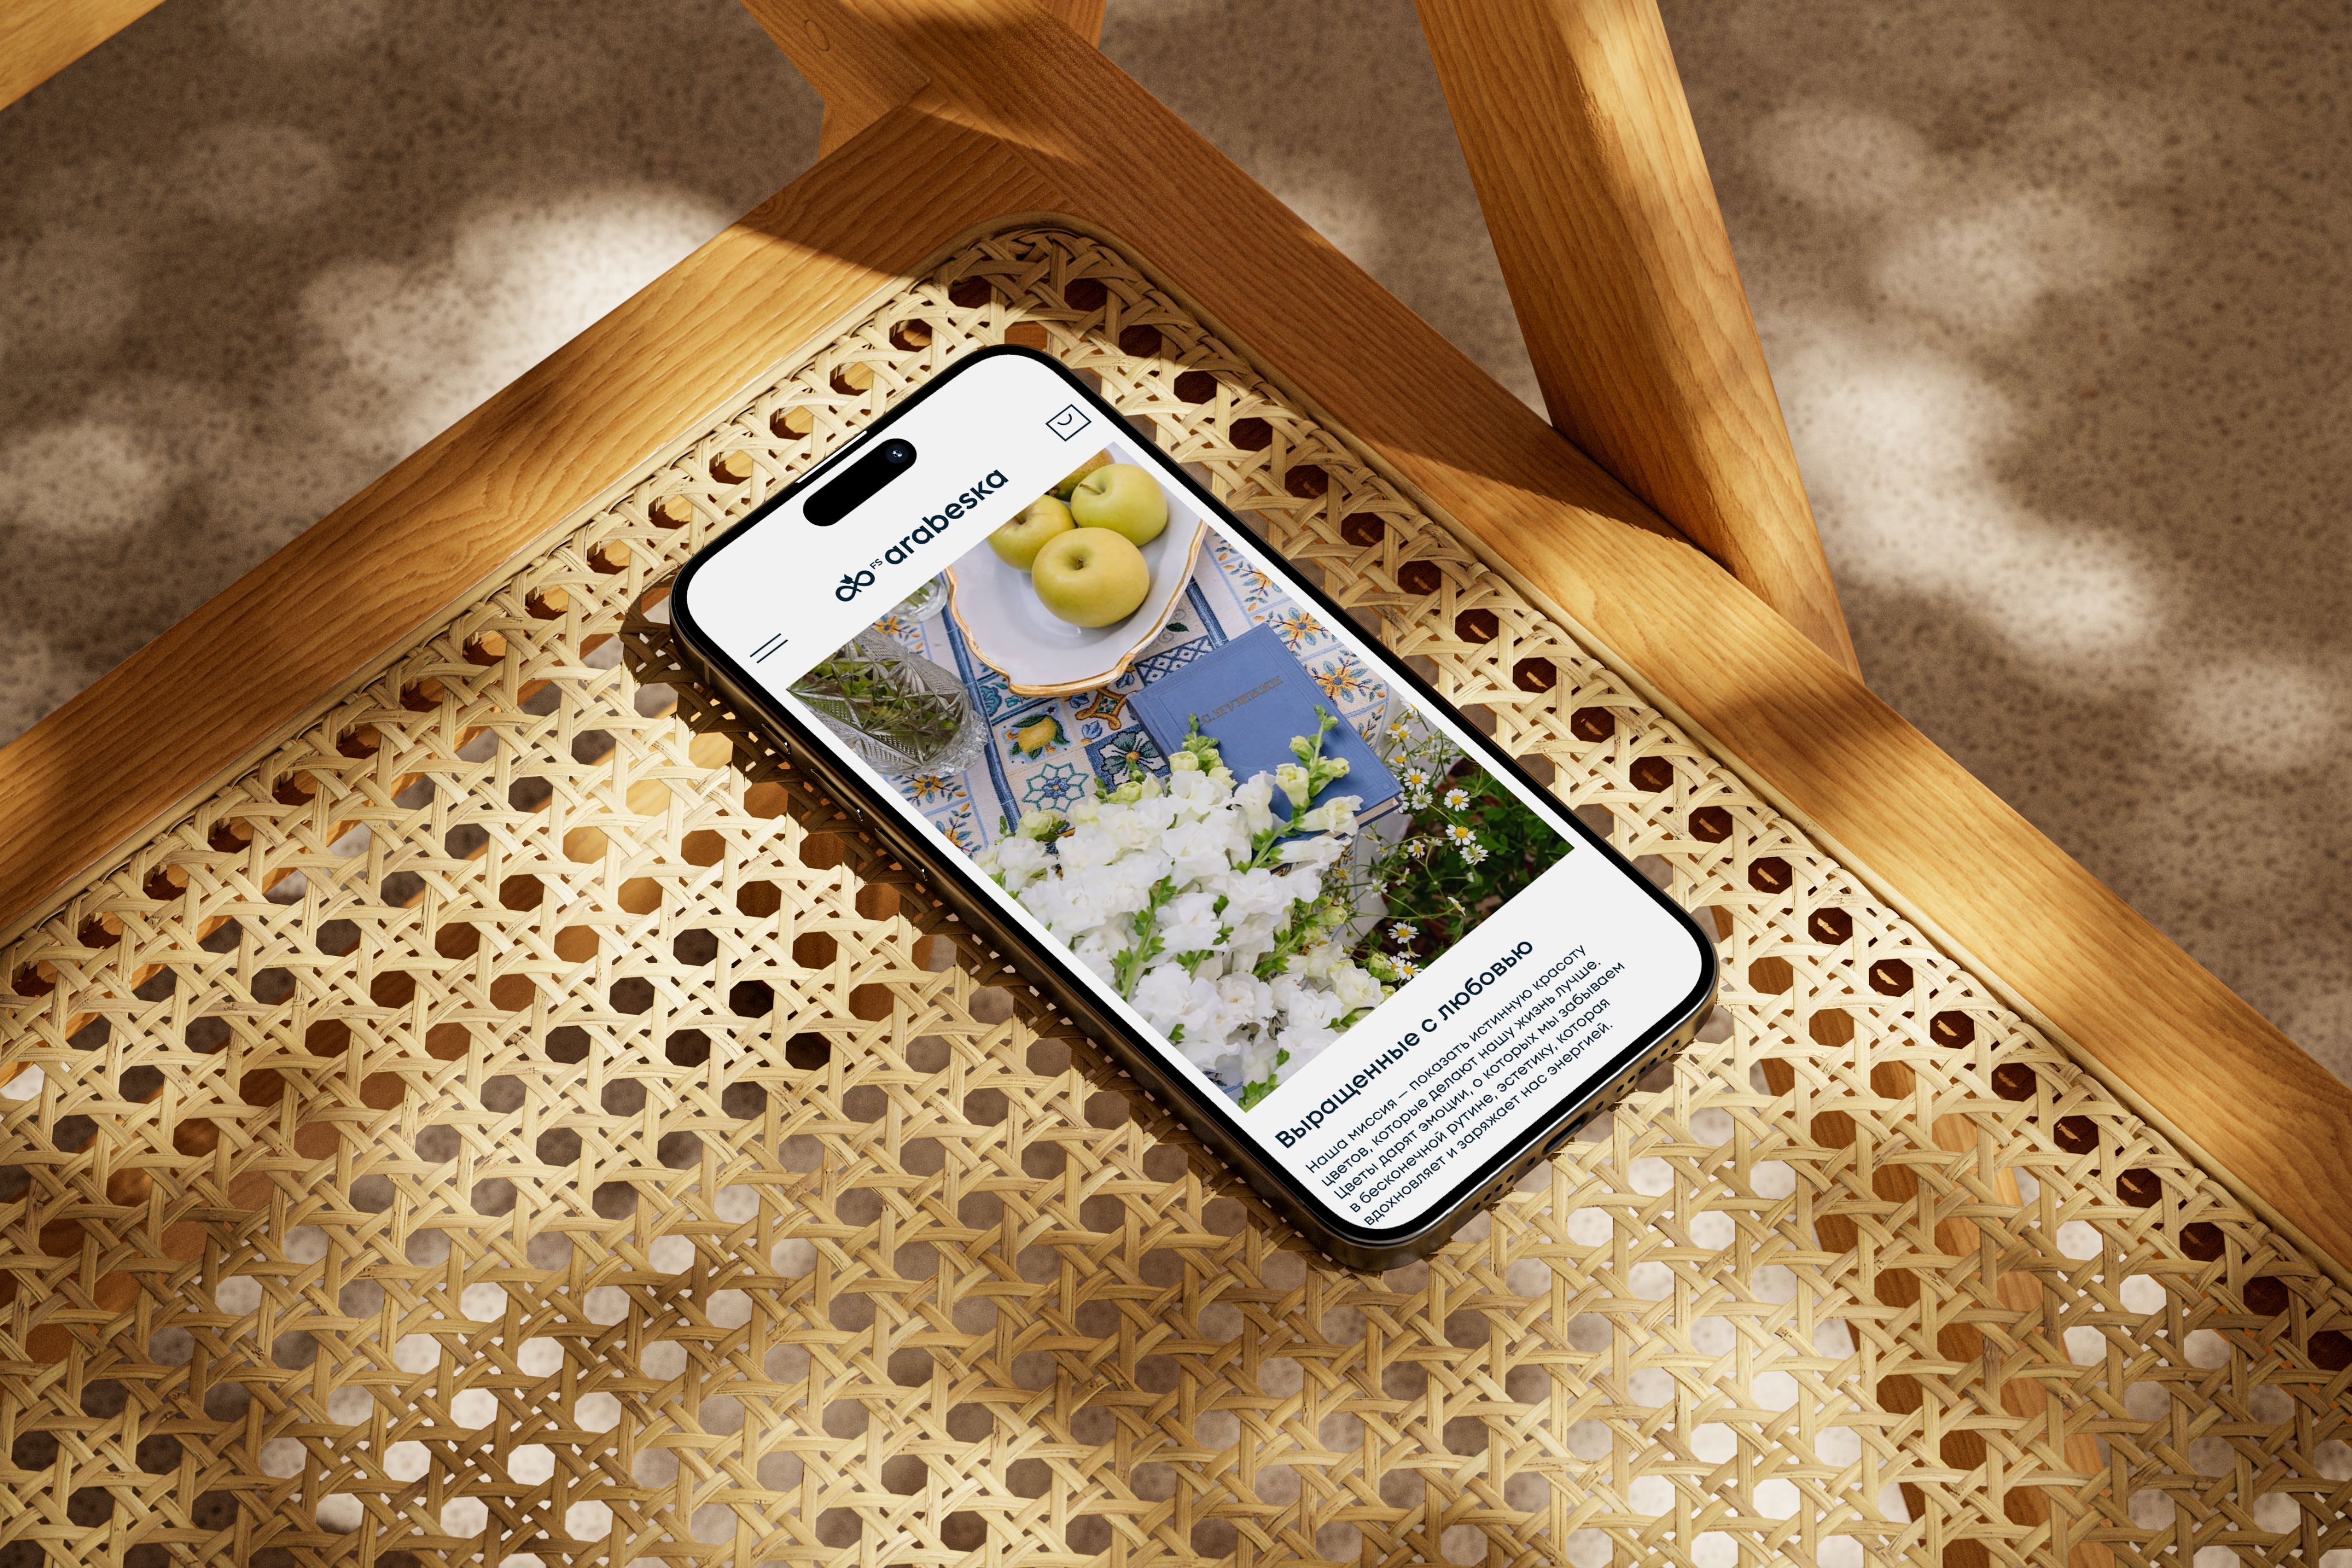 FS arabeska
А.С. ПУШКИН
Выращенные с любовью
Наша миссия – показать истинную красоту
цветов, которые делают нашу жизнь лучше.
Цветы дарят эмоции, о которых мы забываем
в бесконечной рутине, эстетику, которая
вдохновляет и заряжает нас энергией.